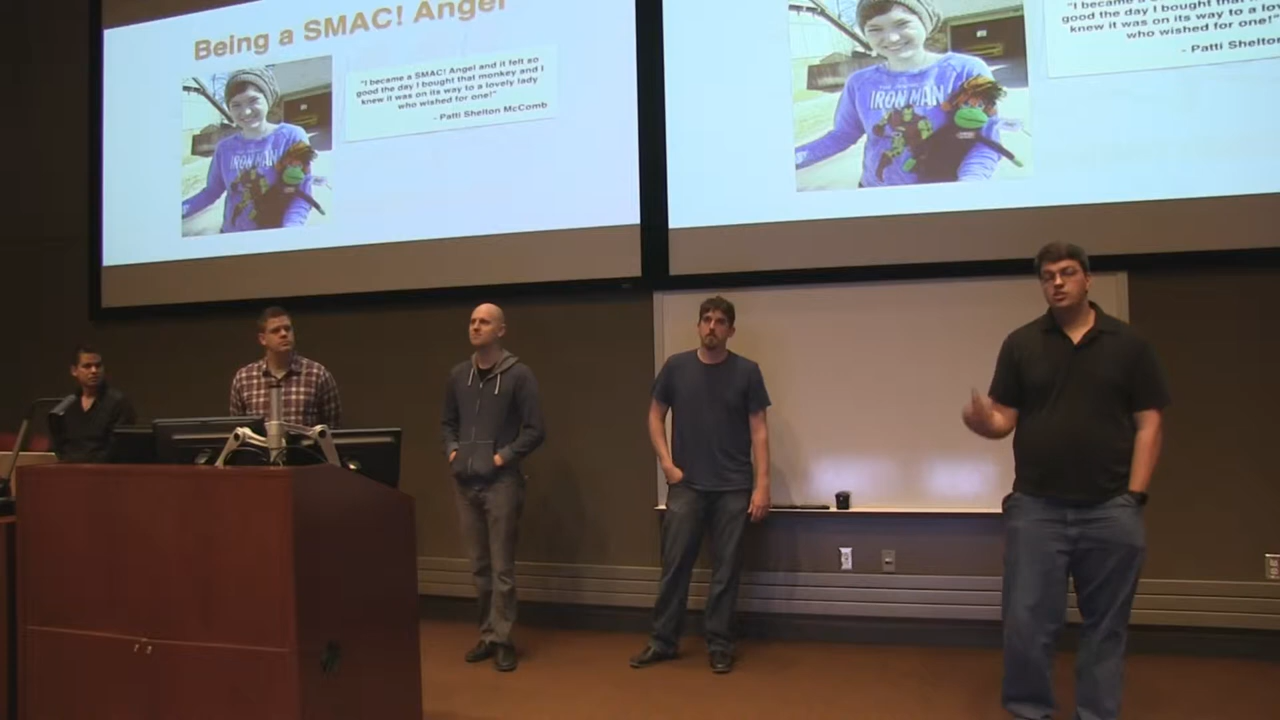 Being a SMAC! Angel
"I became a SMAC! Angel and it felt so
good the day I bought that monkey and I
knew it was on its way to a lovely lady
who wished for one!"
- Patti Shelton McComb
IRON MAN
"I became a
good the day I bought
knew it was on its way to a lov
who wished for one!"
- Patti Shelton
IRON MAN